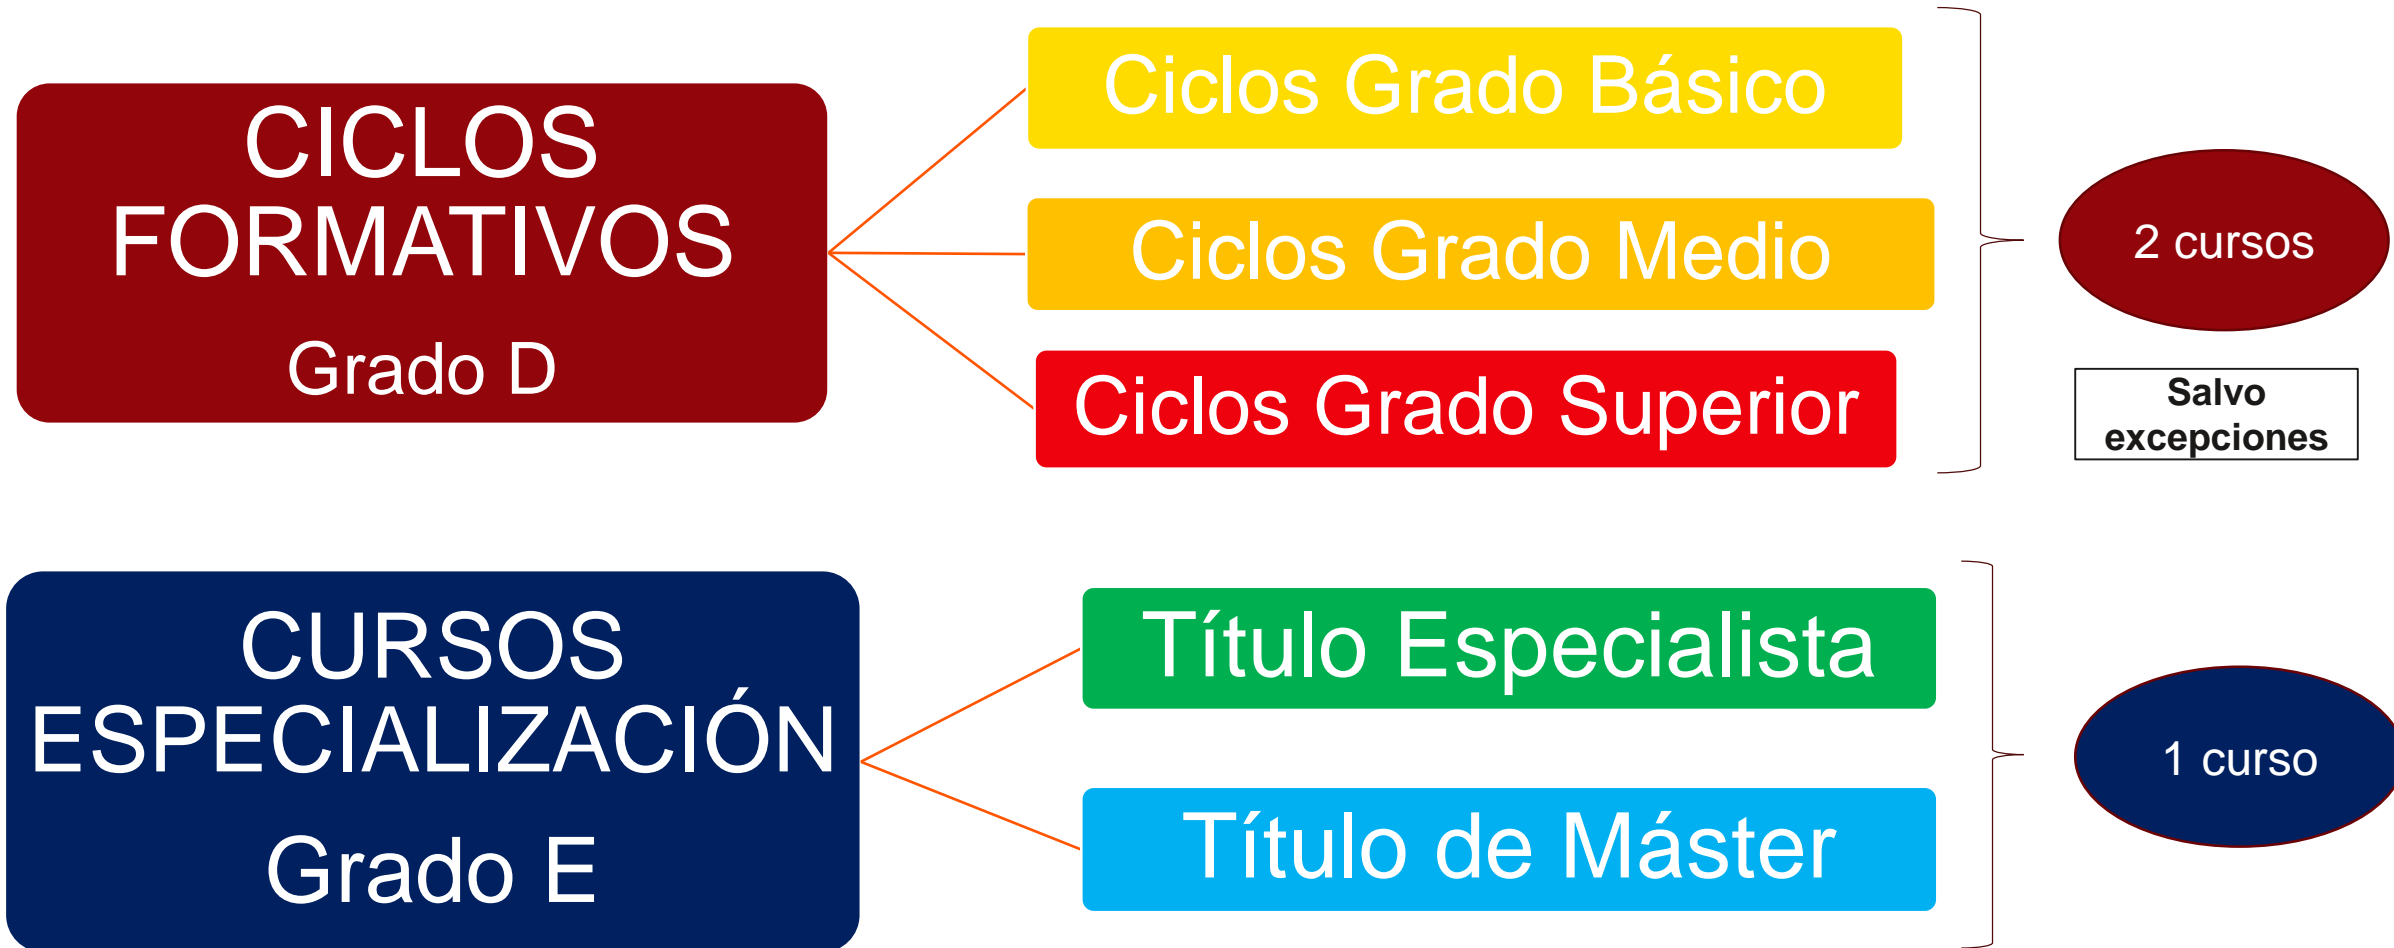 CICLOS
FORMATIVOS
Grado D
Ciclos Grado Básico
Ciclos Grado Medio
Ciclos Grado Superior
2 cursos
Salvo
excepciones
CURSOS
ESPECIALIZACIÓN
Grado E
Título Especialista
Título de Máster
1 curso